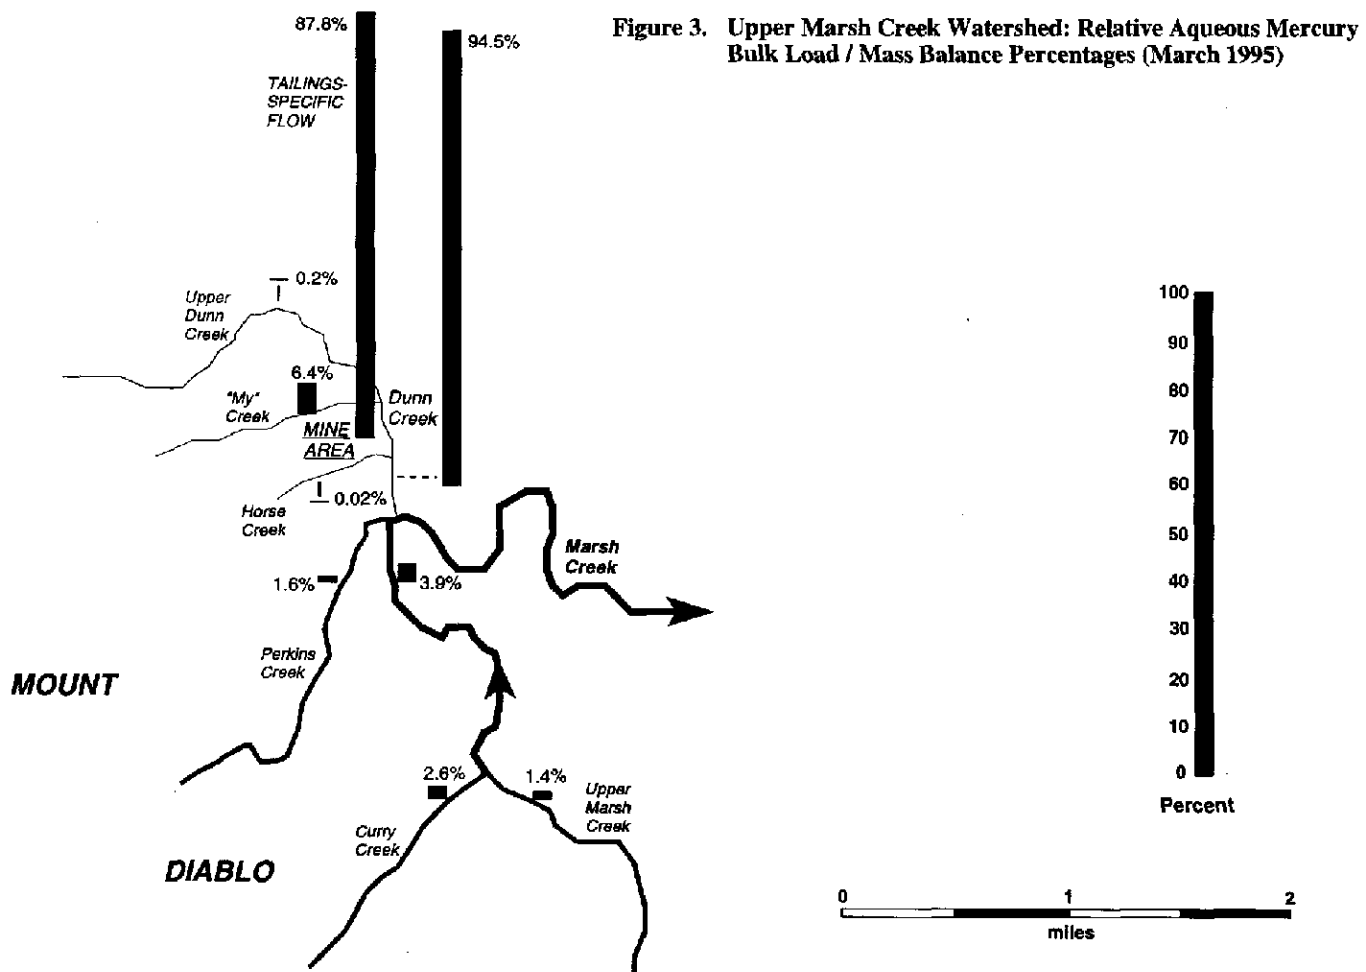 Figure 3. Upper Marsh Creek Watershed: Relative Aqueous Mercury
Bulk Load / Mass Balance Percentages (March 1995)
87.8%
94.5%
TAILINGS-
SPECIFIC
FLOW
0.2%
Upper
Dunn
Creek
6.4%
"My"
Creek
Dunn
Creek
MINE
AREA
0.02%
Horse
Creek
Marsh
Creek
1.6%
3.9%
Perkins
Creek
MOUNT
2.6%
1.4%
Upper
Marsh
Creek
Curry
Creek
DIABLO
100
90
80
70
60
50
40
30
20
10
0
Percent
0
1
2
miles